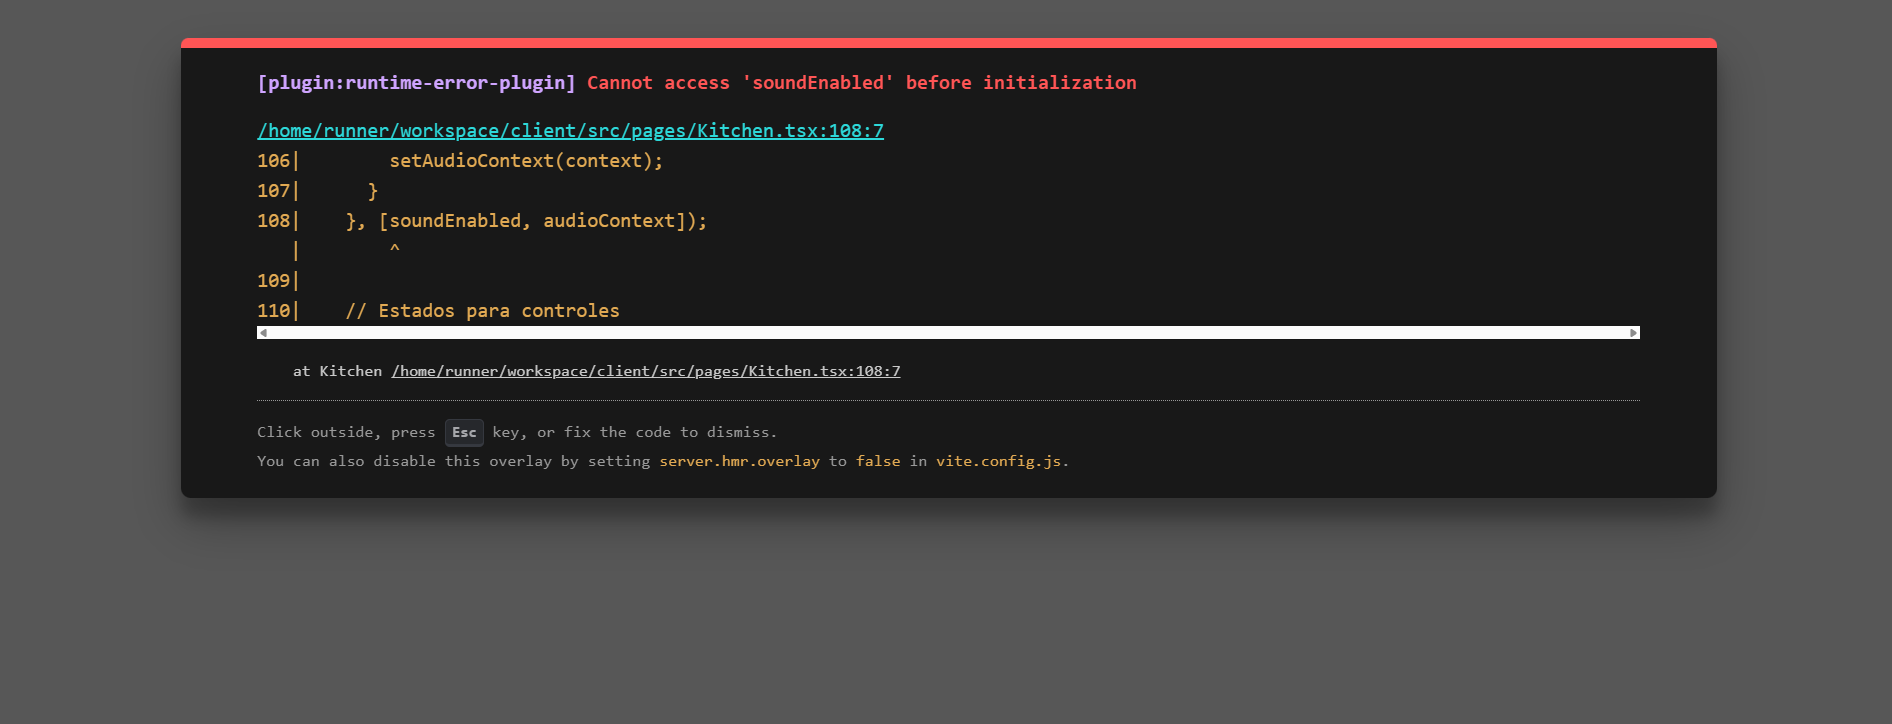 [plugin:runtime-error-plugin] Cannot access 'soundEnabled' before initialization
/home/runner/workspace/client/src/pages/Kitchen.tsx:108:7
106|        setAudioContext(context);
107|      }
108|    }, [soundEnabled, audioContext]);
   |        ^
109|
110|    // Estados para controles
at Kitchen /home/runner/workspace/client/src/pages/Kitchen.tsx:108:7
Click outside, press Esc key, or fix the code to dismiss.
You can also disable this overlay by setting server.hmr.overlay to false in vite.config.js.